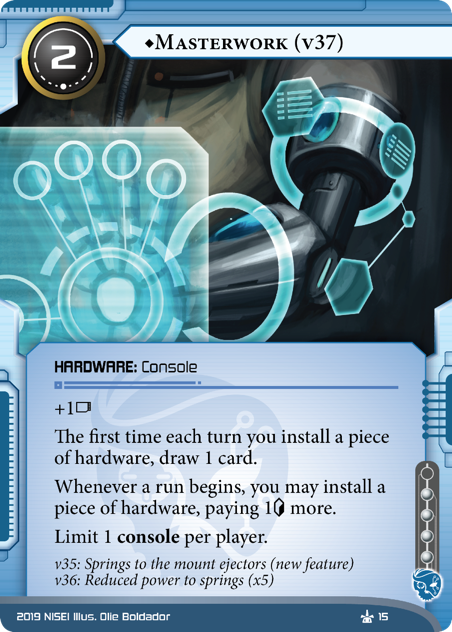 2
♦Masterwork (v37)
HARDWARE: Console
+1
The first time each turn you install a piece
of hardware, draw 1 card.
Whenever a run begins, you may install a
piece of hardware, paying 1 more.
Limit 1 console per player.
v35: Springs to the mount ejectors (new feature)
v36: Reduced power to springs (x5)
2019 NISEI Illus. Olie Boldador
15